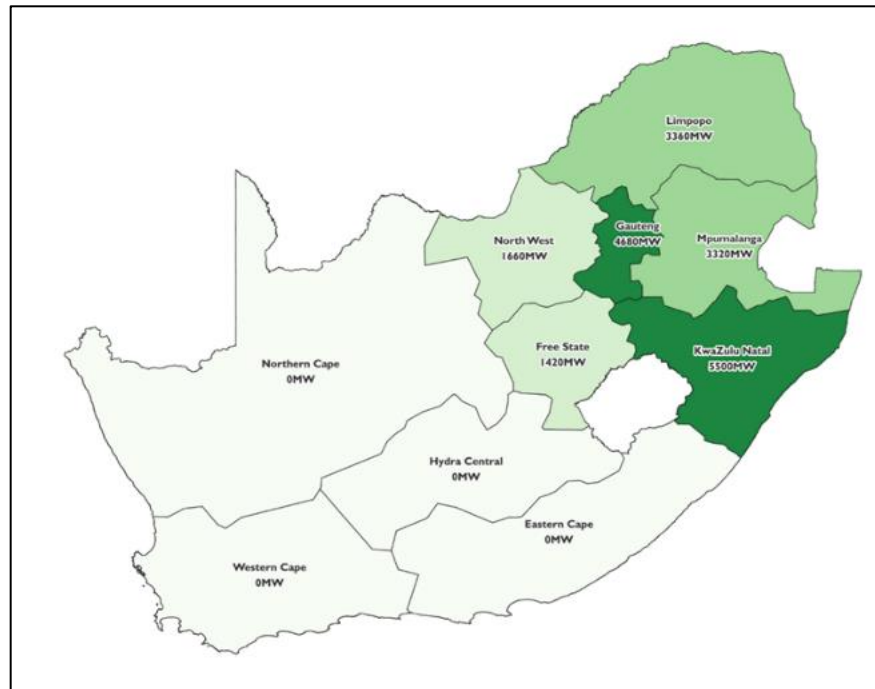 Limpopo
3360MW
Gauteng
4680MW
Mpumalanga
3320MW
North West
1660MW
Free State
1420MW
KwaZulu Natal
5500MW
Northern Cape
0MW
Hydra Central
0MW
Eastern Cape
0MW
Western Cape
0MW